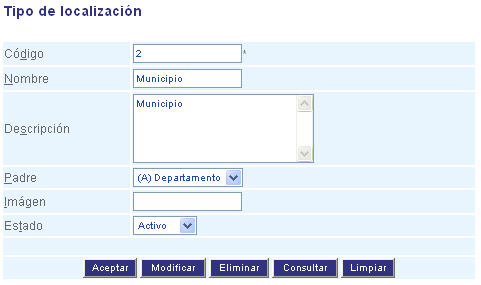 Tipo de localización
Código 2 *
Nombre Municipio
Descripción Municipio
Padre (A) Departamento
Imágen
Estado Activo
Aceptar Modificar Eliminar Consultar Limpiar